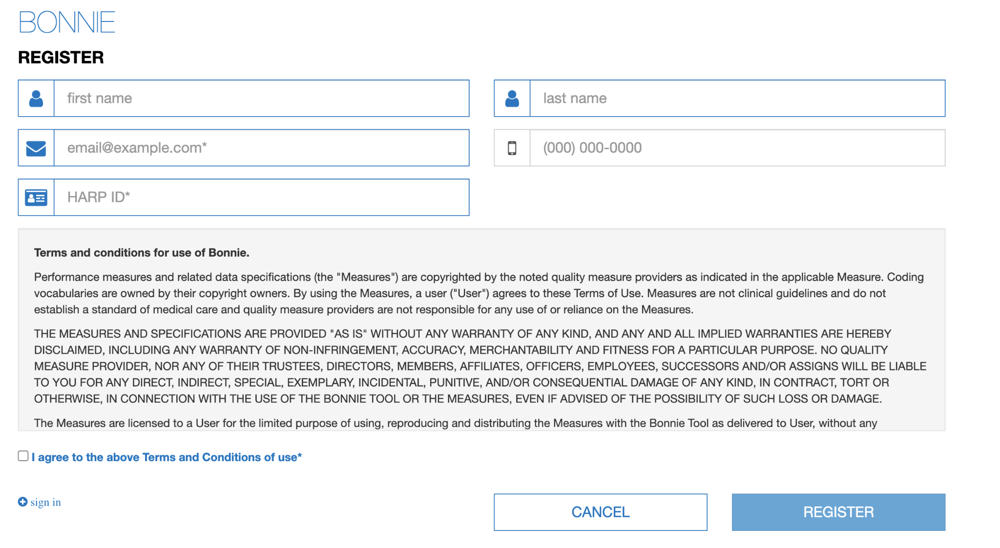 BONNIE
REGISTER
first name
last name
email@example.com*
(000) 000-0000
HARP ID*
Terms and conditions for use of Bonnie.
Performance measures and related data specifications (the "Measures") are copyrighted by the noted quality measure providers as indicated in the applicable Measure. Coding
vocabularies are owned by their copyright owners. By using the Measures, a user ("User") agrees to these Terms of Use. Measures are not clinical guidelines and do not
establish a standard of medical care and quality measure providers are not responsible for any use of or reliance on the Measures.
THE MEASURES AND SPECIFICATIONS ARE PROVIDED "AS IS" WITHOUT ANY WARRANTY OF ANY KIND, AND ANY AND ALL IMPLIED WARRANTIES ARE HEREBY
DISCLAIMED, INCLUDING ANY WARRANTY OF NON-INFRINGEMENT, ACCURACY, MERCHANTABILITY AND FITNESS FOR A PARTICULAR PURPOSE. NO QUALITY
MEASURE PROVIDER, NOR ANY OF THEIR TRUSTEES, DIRECTORS, MEMBERS, AFFILIATES, OFFICERS, EMPLOYEES, SUCCESSORS AND/OR ASSIGNS WILL BE LIABLE
TO YOU FOR ANY DIRECT, INDIRECT, SPECIAL, EXEMPLARY, INCIDENTAL, PUNITIVE, AND/OR CONSEQUENTIAL DAMAGE OF ANY KIND, IN CONTRACT, TORT OR
OTHERWISE, IN CONNECTION WITH THE USE OF THE BONNIE TOOL OR THE MEASURES, EVEN IF ADVISED OF THE POSSIBILITY OF SUCH LOSS OR DAMAGE.
The Measures are licensed to a User for the limited purpose of using, reproducing and distributing the Measures with the Bonnie Tool as delivered to User, without any
I agree to the above Terms and Conditions of use*
sign in
CANCEL
REGISTER